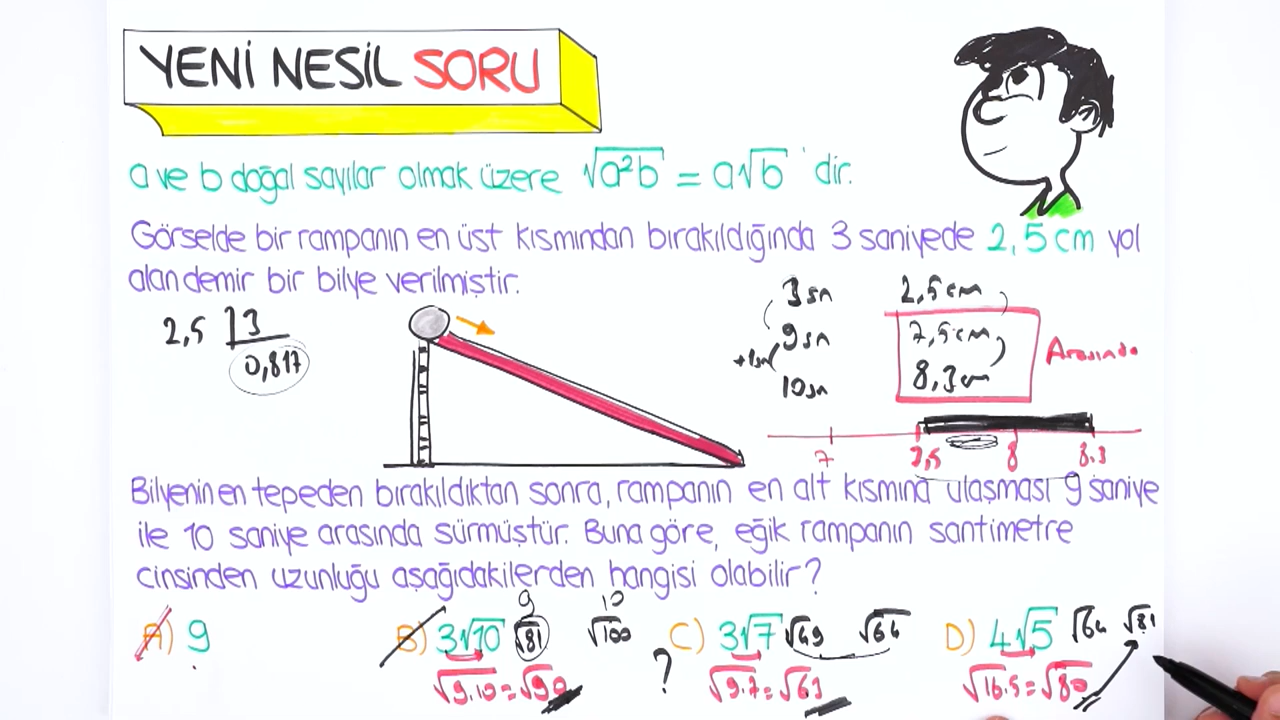 YENİ NESİL SORU
a ve b doğal sayılar olmak üzere √a²b = a√b 'dir.
Görselde bir rampanın en üst kısmından bırakıldığında 3 saniyede 2,5 cm yol
alan demir bir bilye verilmiştir.
3 sn 2,5 cm
2,5 3
0,817
9 sn 7,5 cm
+1sn
10 sn 8,3 cm
Arasında
7 7,5 8 8.3
Bilyenin en tepeden bırakıldıktan sonra, rampanın en alt kısmına ulaşması 9 saniye
ile 10 saniye arasında sürmüştür. Buna göre, eğik rampanın santimetre
cinsinden uzunluğu aşağıdakilerden hangisi olabilir?
A) 9
B) 3√10 √81 9 √100 10
√9.10 = √90
C) 3√7 √49 √64
? √9.7 = √63
D) 4√5 √64 √81
√16.5 = √80